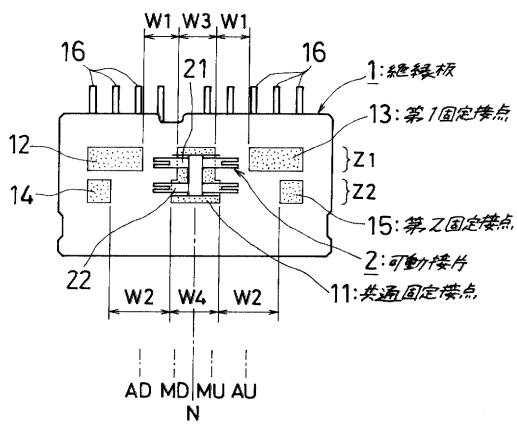 W1 W3 W1
16 21 16
1:絶縁板
12 13:第1固定接点
Z1
14 Z2
15:第2固定接点
22 2:可動接片
W2 W4 W2 11:共通固定接点
AD MD MU AU
N